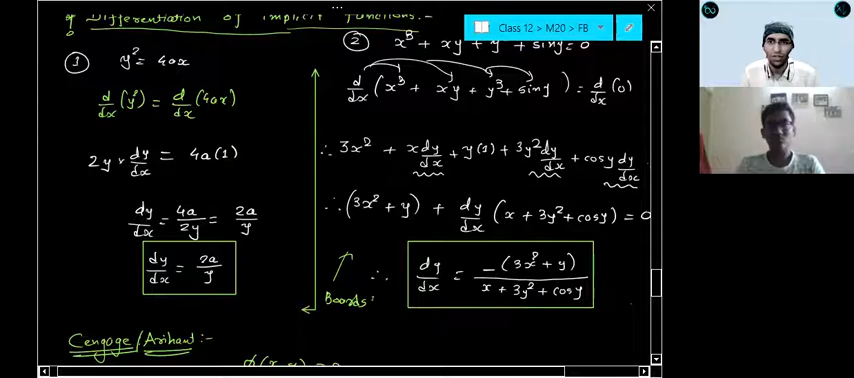 Differentiation of Implicit Functions:-
Class 12 > M20 > FB
① y² = 4ax
d/dx (y²) = d/dx (4ax)
2y × dy/dx = 4a(1)
dy/dx = 4a/2y = 2a/y
dy/dx = 2a/y
② x³ + xy + y + siny = 0
d/dx (x³ + xy + y³ + siny) = d/dx (0)
∴ 3x² + x dy/dx + y(1) + 3y² dy/dx + cosy dy/dx
∴ (3x² + y) + dy/dx (x + 3y² + cosy) = 0
Boards:
∴ dy/dx = -(3x² + y)/(x + 3y² + cosy)
Cengage/Arihant:-